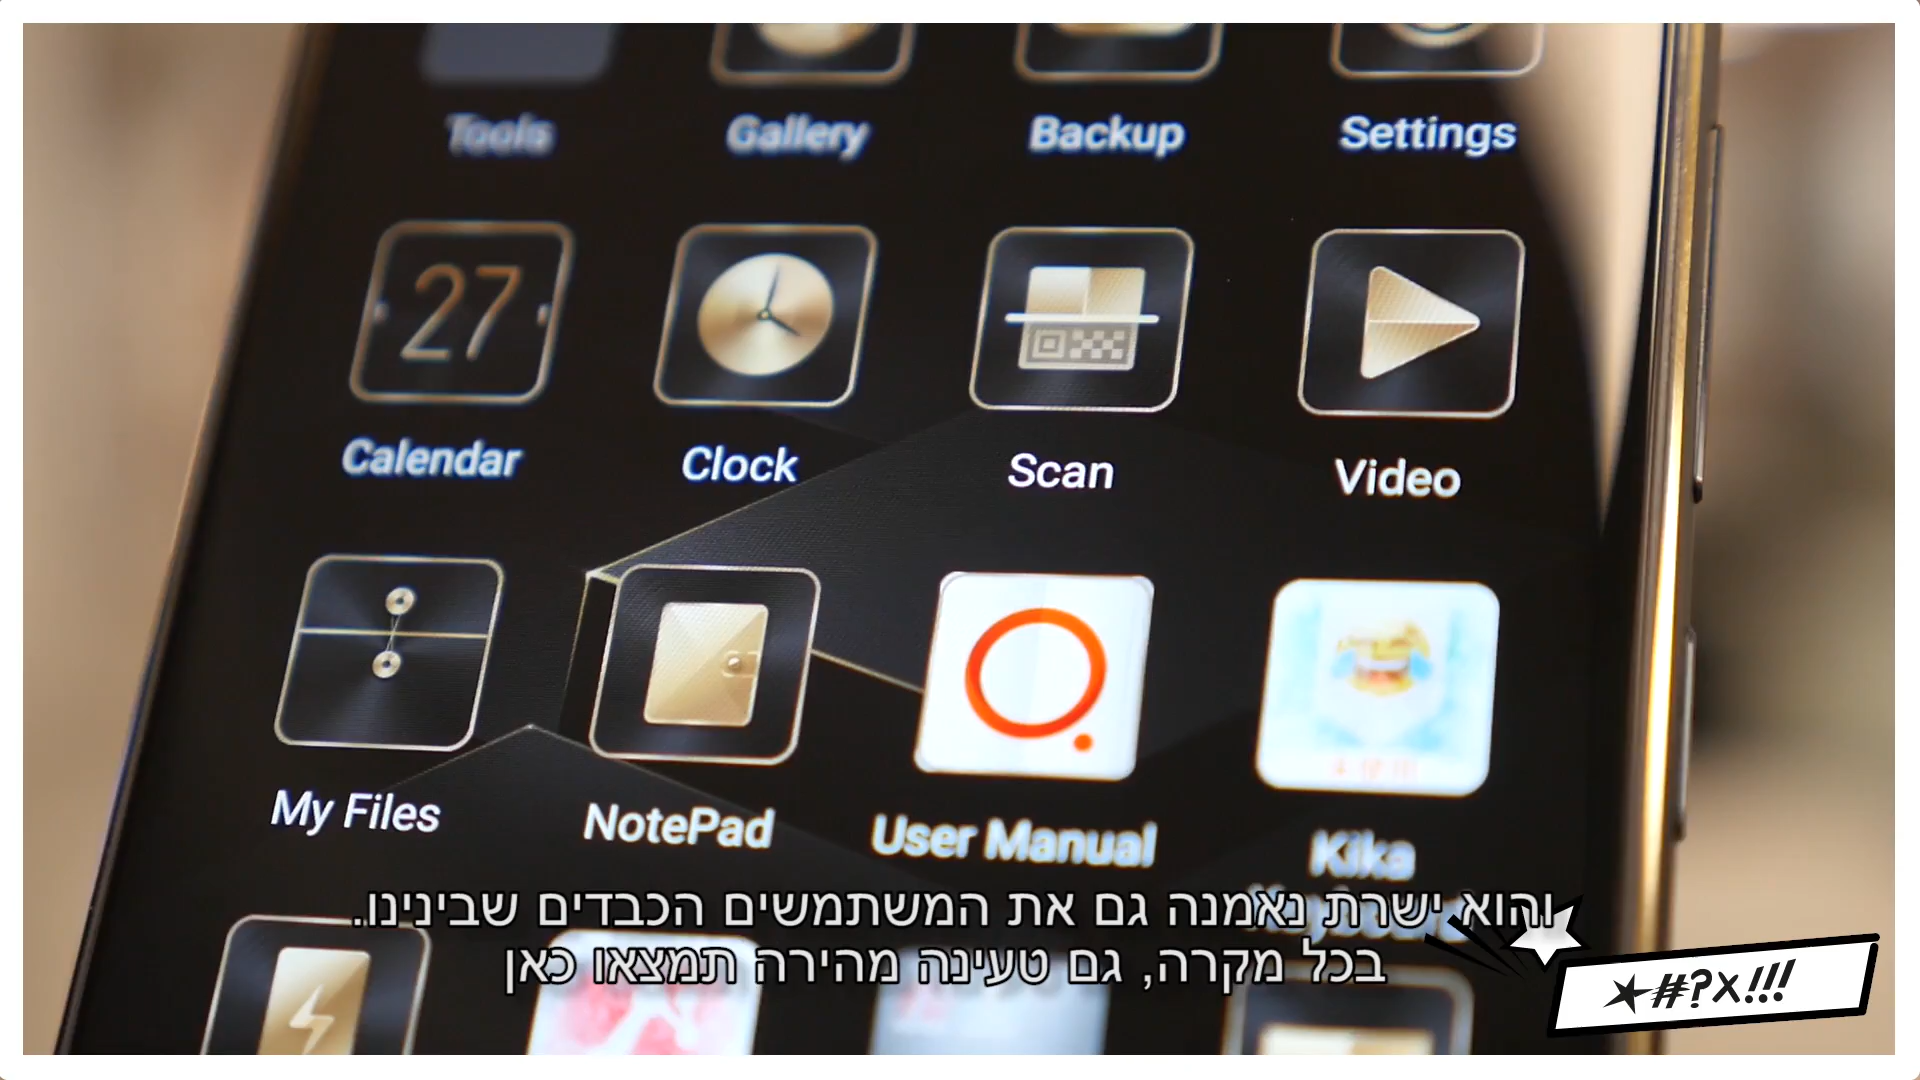 Tools Gallery Backup Settings
27
Calendar Clock Scan Video
My Files NotePad User Manual Kika
Keyboard
והוא ישרת נאמנה גם את המשתמשים הכבדים שבינינו.
בכל מקרה, גם טעינה מהירה תמצאו כאן
★#?X!!!